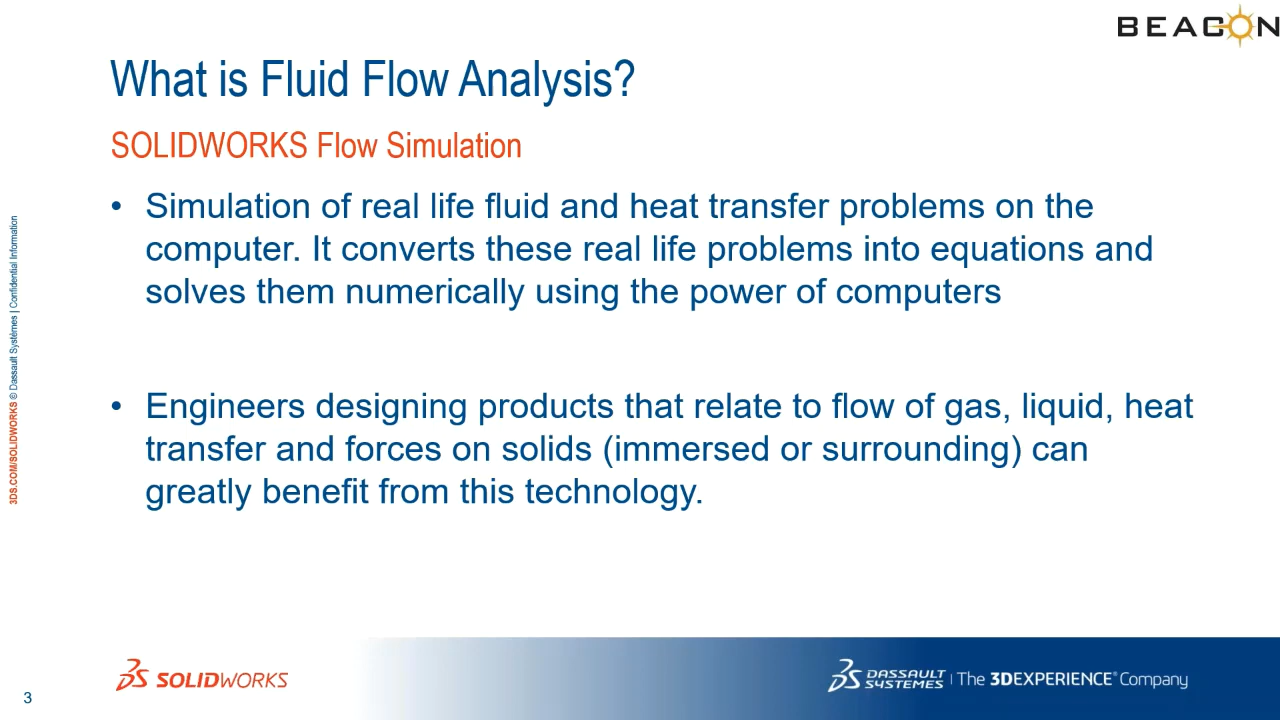 BEACON
What is Fluid Flow Analysis?
SOLIDWORKS Flow Simulation
• Simulation of real life fluid and heat transfer problems on the
computer. It converts these real life problems into equations and
solves them numerically using the power of computers
• Engineers designing products that relate to flow of gas, liquid, heat
transfer and forces on solids (immersed or surrounding) can
greatly benefit from this technology.
3DS.COM/SOLIDWORKS © Dassault Systèmes | Confidential Information
3
SOLIDWORKS
DASSAULT SYSTEMES | The 3DEXPERIENCE® Company